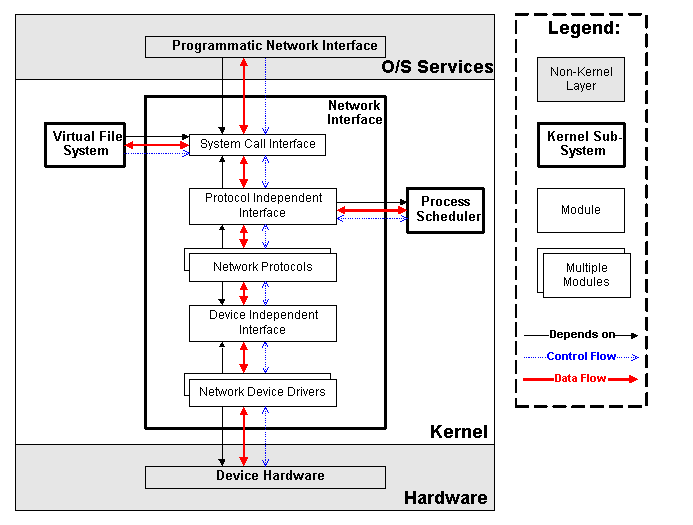 Programmatic Network Interface
O/S Services
Network
Interface
Virtual File
System
System Call Interface
Protocol Independent
Interface
Process
Scheduler
Network Protocols
Device Independent
Interface
Network Device Drivers
Kernel
Device Hardware
Hardware
Legend:
Non-Kernel
Layer
Kernel Sub-
System
Module
Multiple
Modules
Depends on
Control Flow
Data Flow